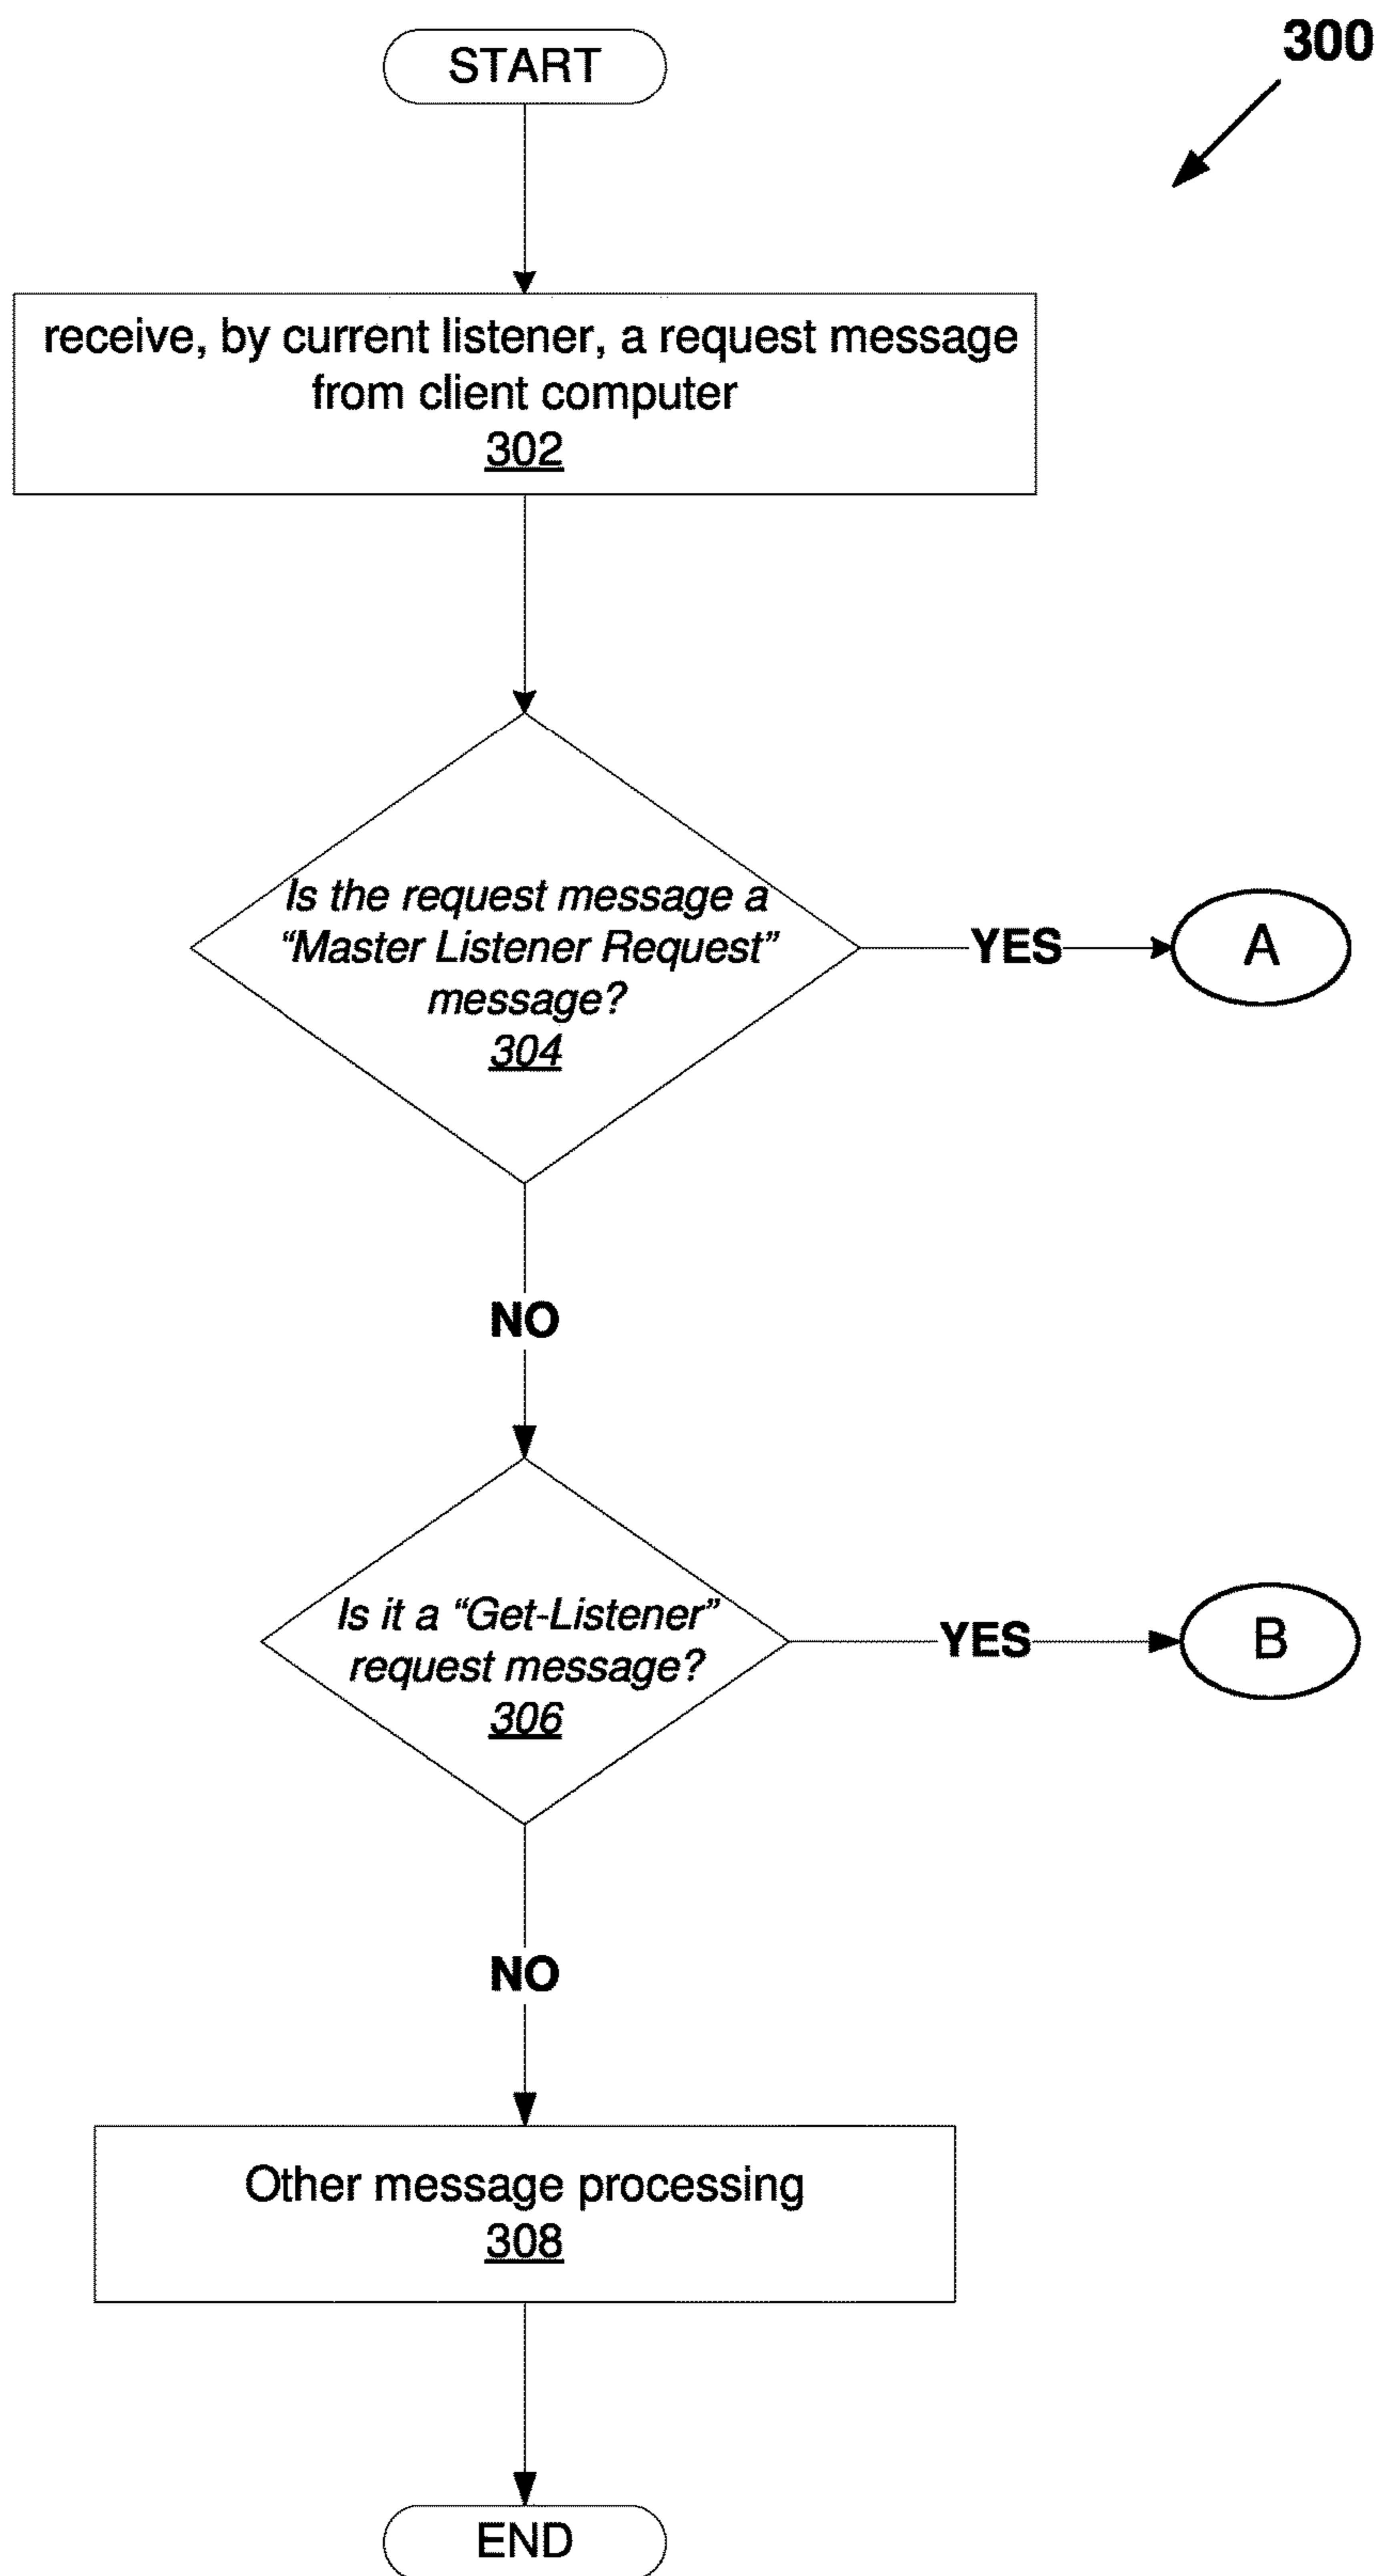 START
300
receive, by current listener, a request message
from client computer
302
Is the request message a
“Master Listener Request”
message?
304
YES
A
NO
Is it a “Get-Listener”
request message?
306
YES
B
NO
Other message processing
308
END